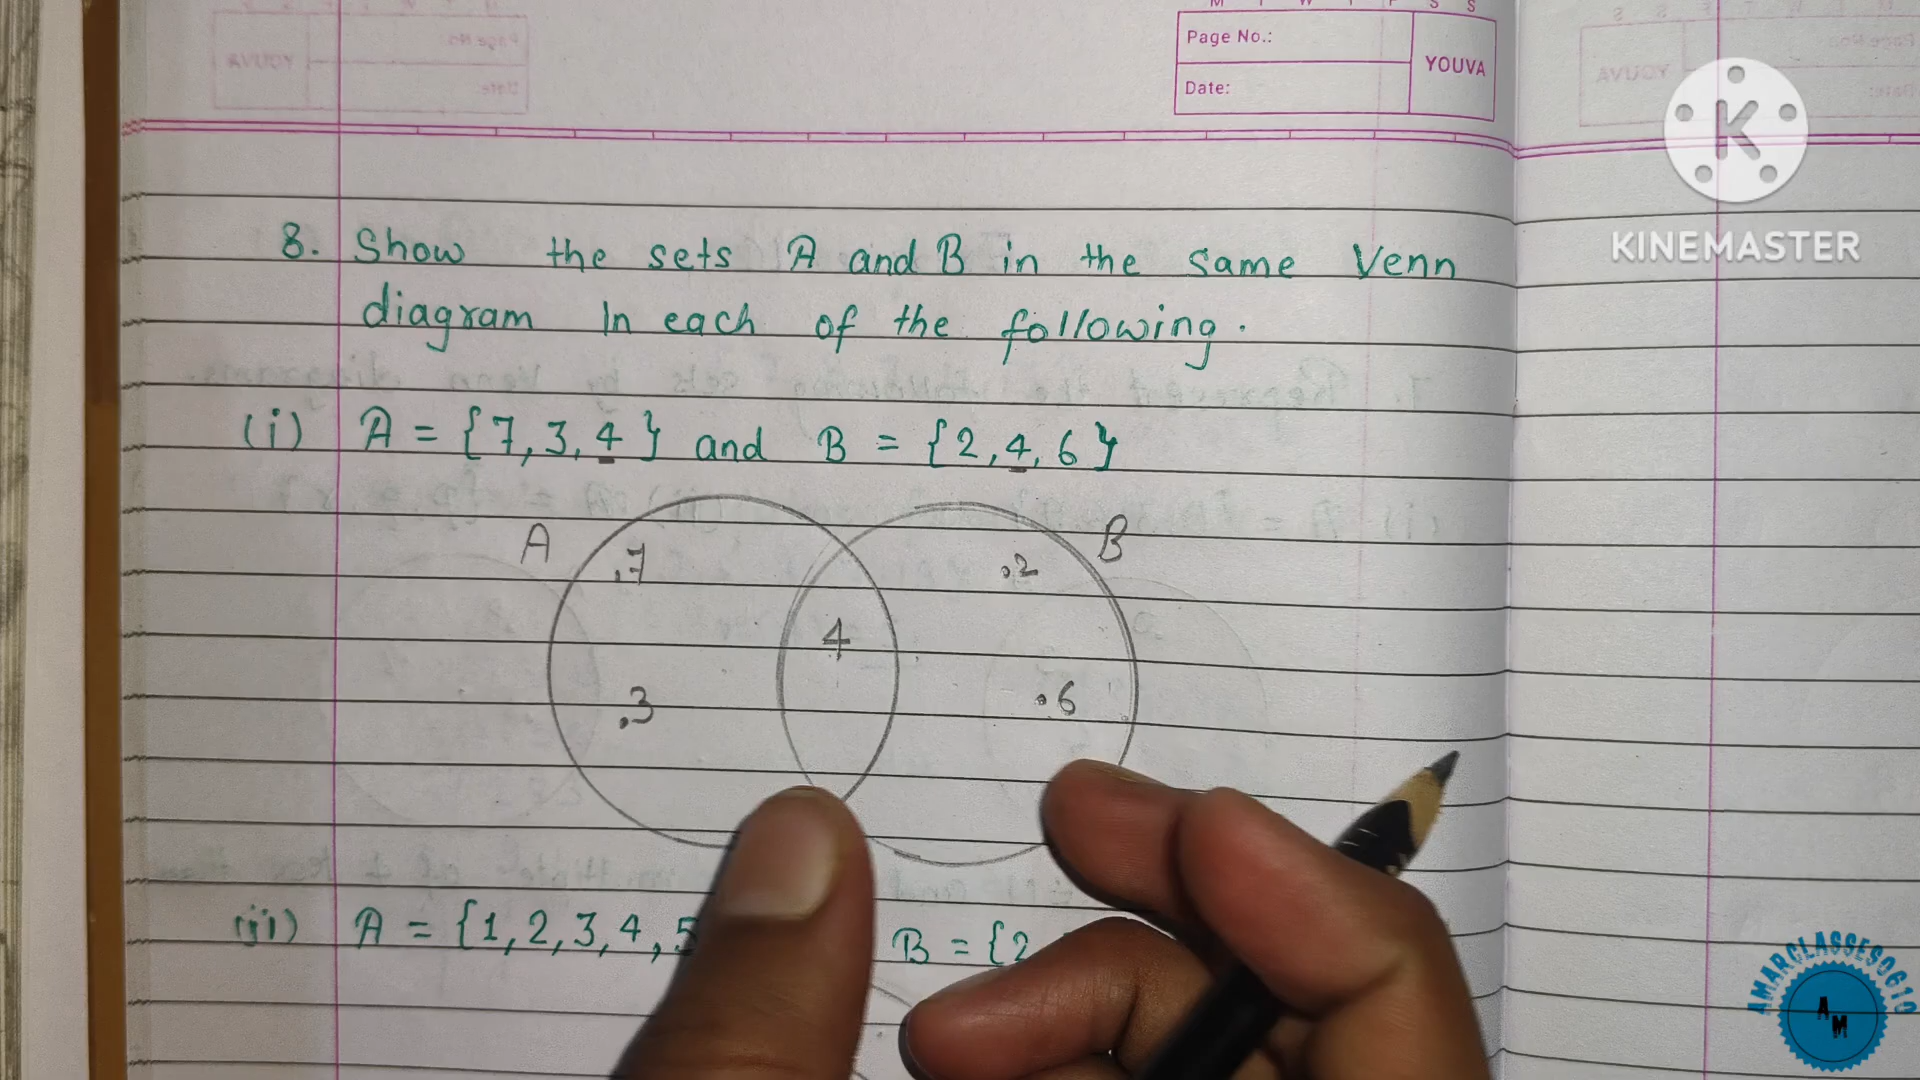 M T W T F S S
Page No.:
YOUVA
Date:
KINEMASTER
8. Show the sets A and B in the same Venn
diagram In each of the following.
(i) A = {7, 3, 4} and B = {2, 4, 6}
A
B
.7
.2
4
.3
.6
(ii) A = {1, 2, 3, 4, 5
B = {2
AMARCLASSES0610
AM